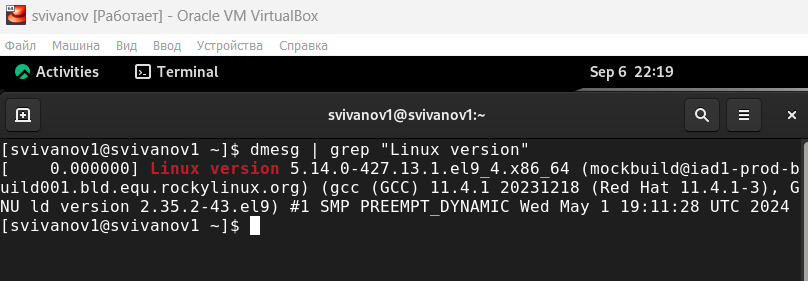 svivanov [Работает] - Oracle VM VirtualBox
Файл Машина Вид Ввод Устройства Справка
Activities Terminal Sep 6 22:19
svivanov1@svivanov1:~
[svivanov1@svivanov1 ~]$ dmesg | grep "Linux version"
[    0.000000] Linux version 5.14.0-427.13.1.el9_4.x86_64 (mockbuild@iad1-prod-b
uild001.bld.equ.rockylinux.org) (gcc (GCC) 11.4.1 20231218 (Red Hat 11.4.1-3), G
NU ld version 2.35.2-43.el9) #1 SMP PREEMPT_DYNAMIC Wed May 1 19:11:28 UTC 2024
[svivanov1@svivanov1 ~]$